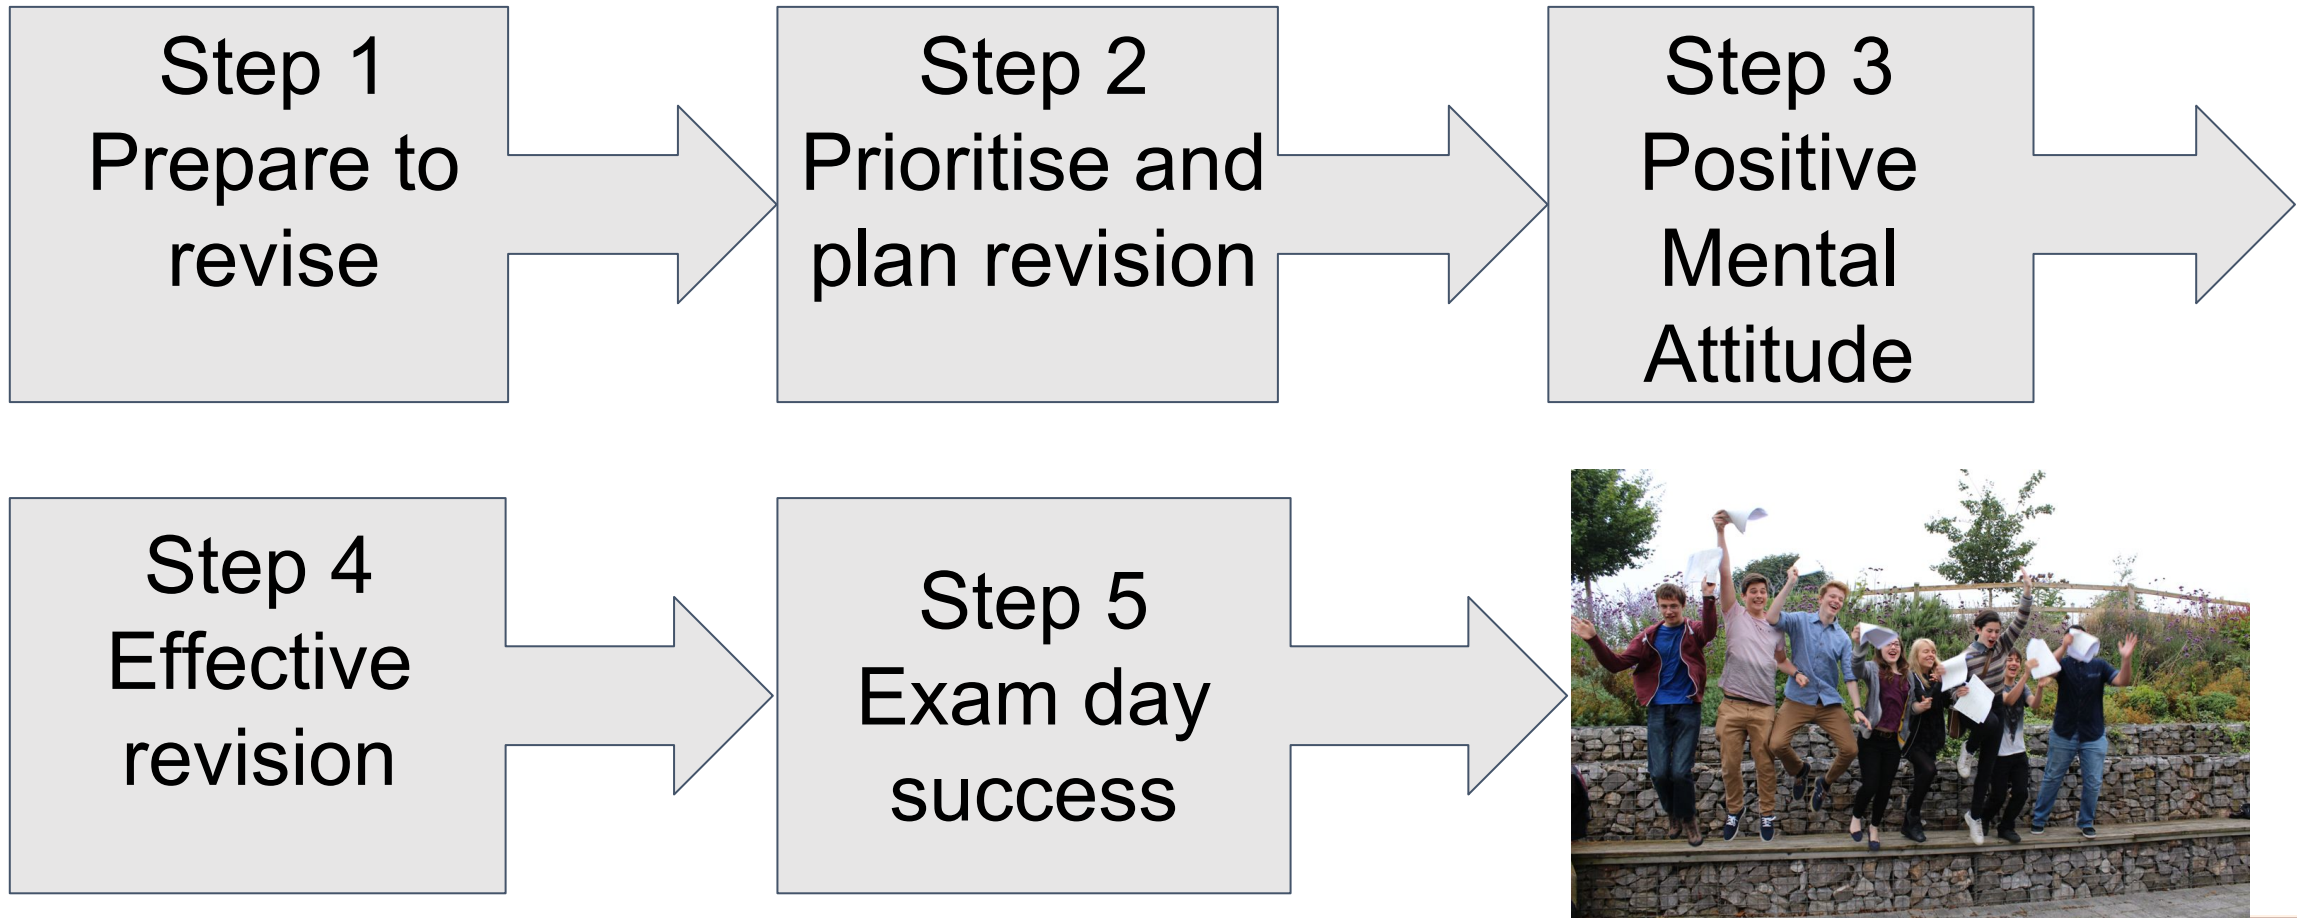 Step 1
Prepare to
revise
Step 2
Prioritise and
plan revision
Step 3
Positive
Mental
Attitude
Step 4
Effective
revision
Step 5
Exam day
success